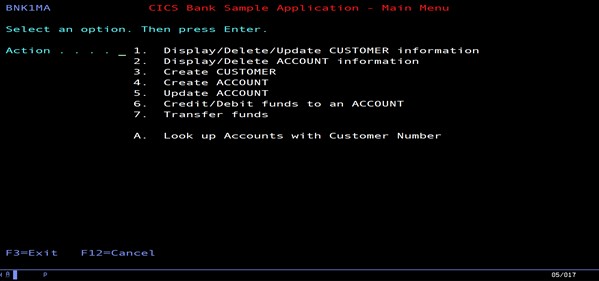 BNK1MA CICS Bank Sample Application - Main Menu
Select an option. Then press Enter.
Action . . . . _ 1. Display/Delete/Update CUSTOMER information
2. Display/Delete ACCOUNT information
3. Create CUSTOMER
4. Create ACCOUNT
5. Update ACCOUNT
6. Credit/Debit funds to an ACCOUNT
7. Transfer funds
A. Look up Accounts with Customer Number
F3=Exit F12=Cancel
05/017